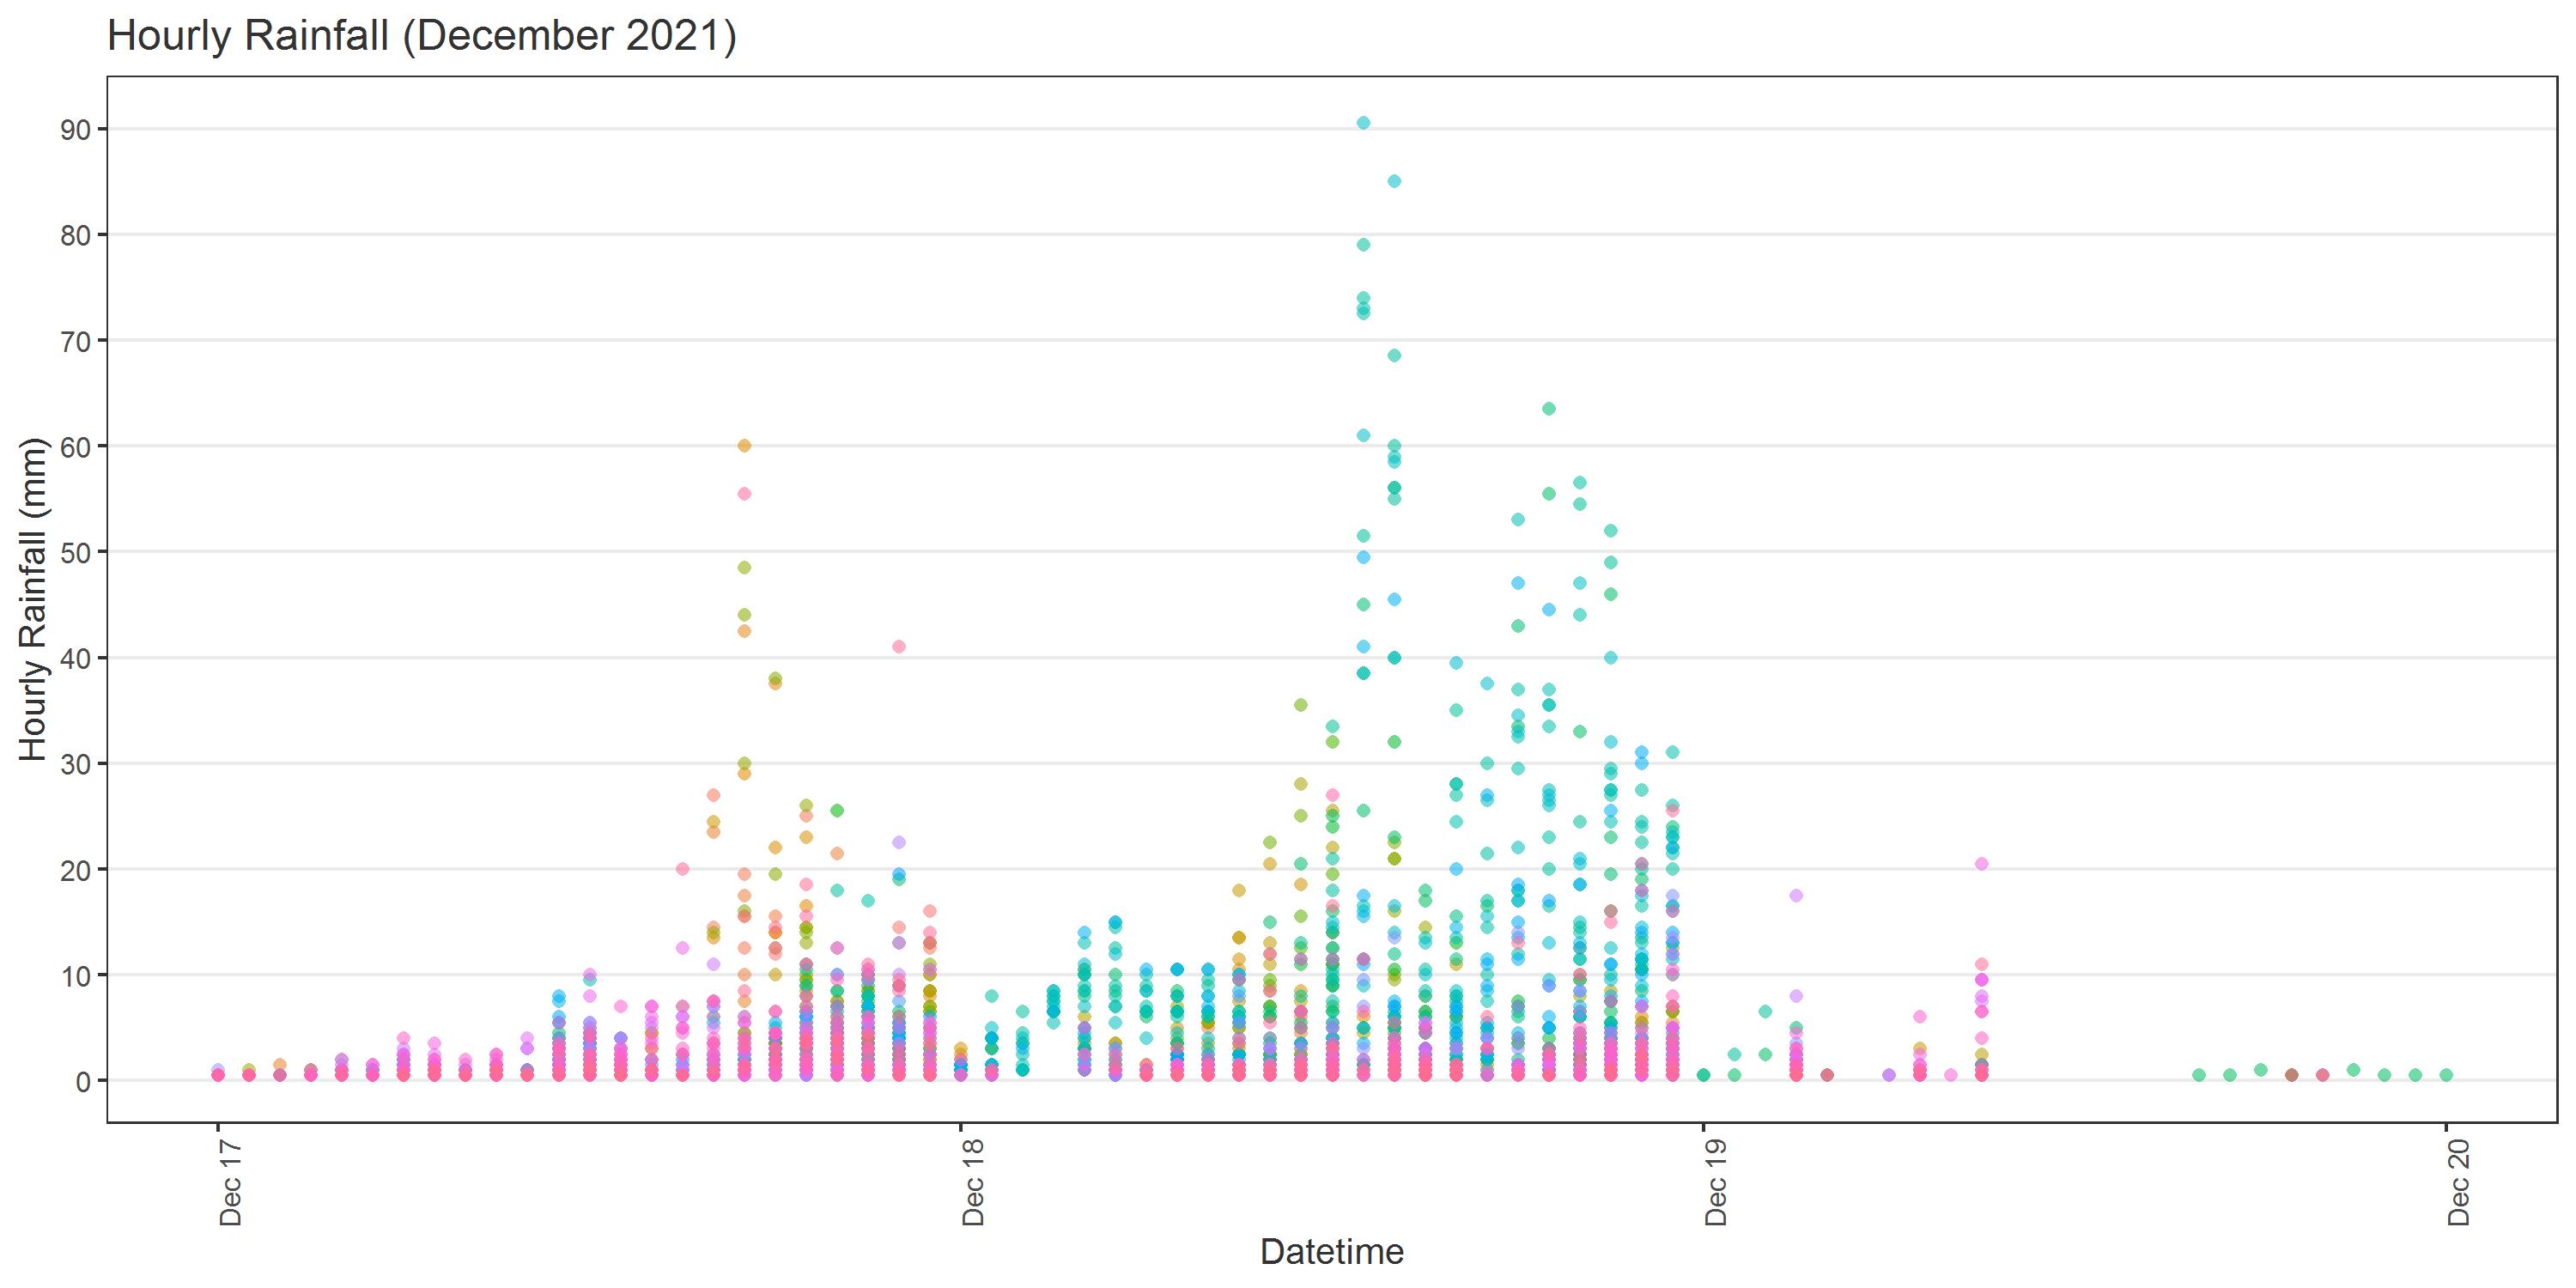 Hourly Rainfall (December 2021)
Hourly Rainfall (mm)
90
80
70
60
50
40
30
20
10
0
Dec 17
Dec 18
Dec 19
Dec 20
Datetime